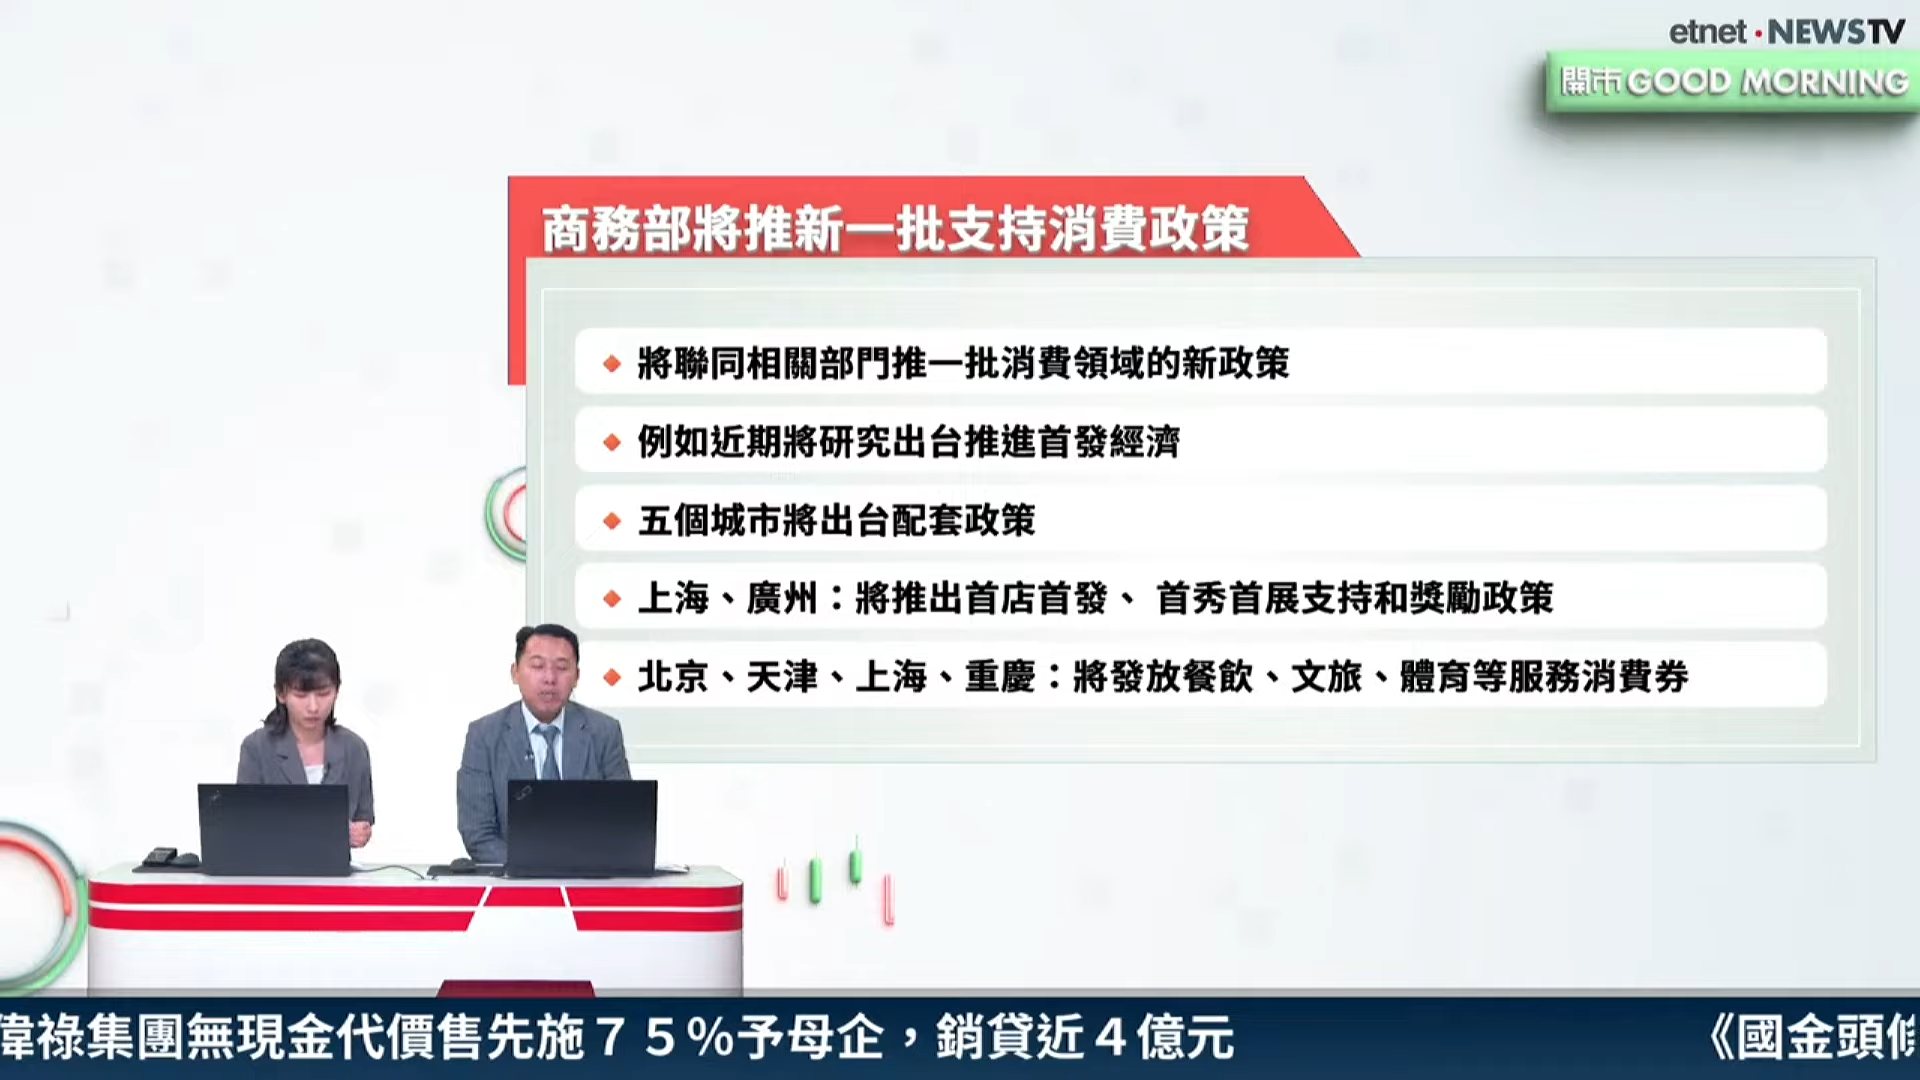 etnet·NEWSTV
開市GOOD MORNING
商務部將推新一批支持消費政策
將聯同相關部門推一批消費領域的新政策
例如近期將研究出台推進首發經濟
五個城市將出台配套政策
上海、廣州：將推出首店首發、 首秀首展支持和獎勵政策
北京、天津、上海、重慶：將發放餐飲、文旅、體育等服務消費券
偉祿集團無現金代價售先施７５％予母企，銷貸近４億元
《國金頭條